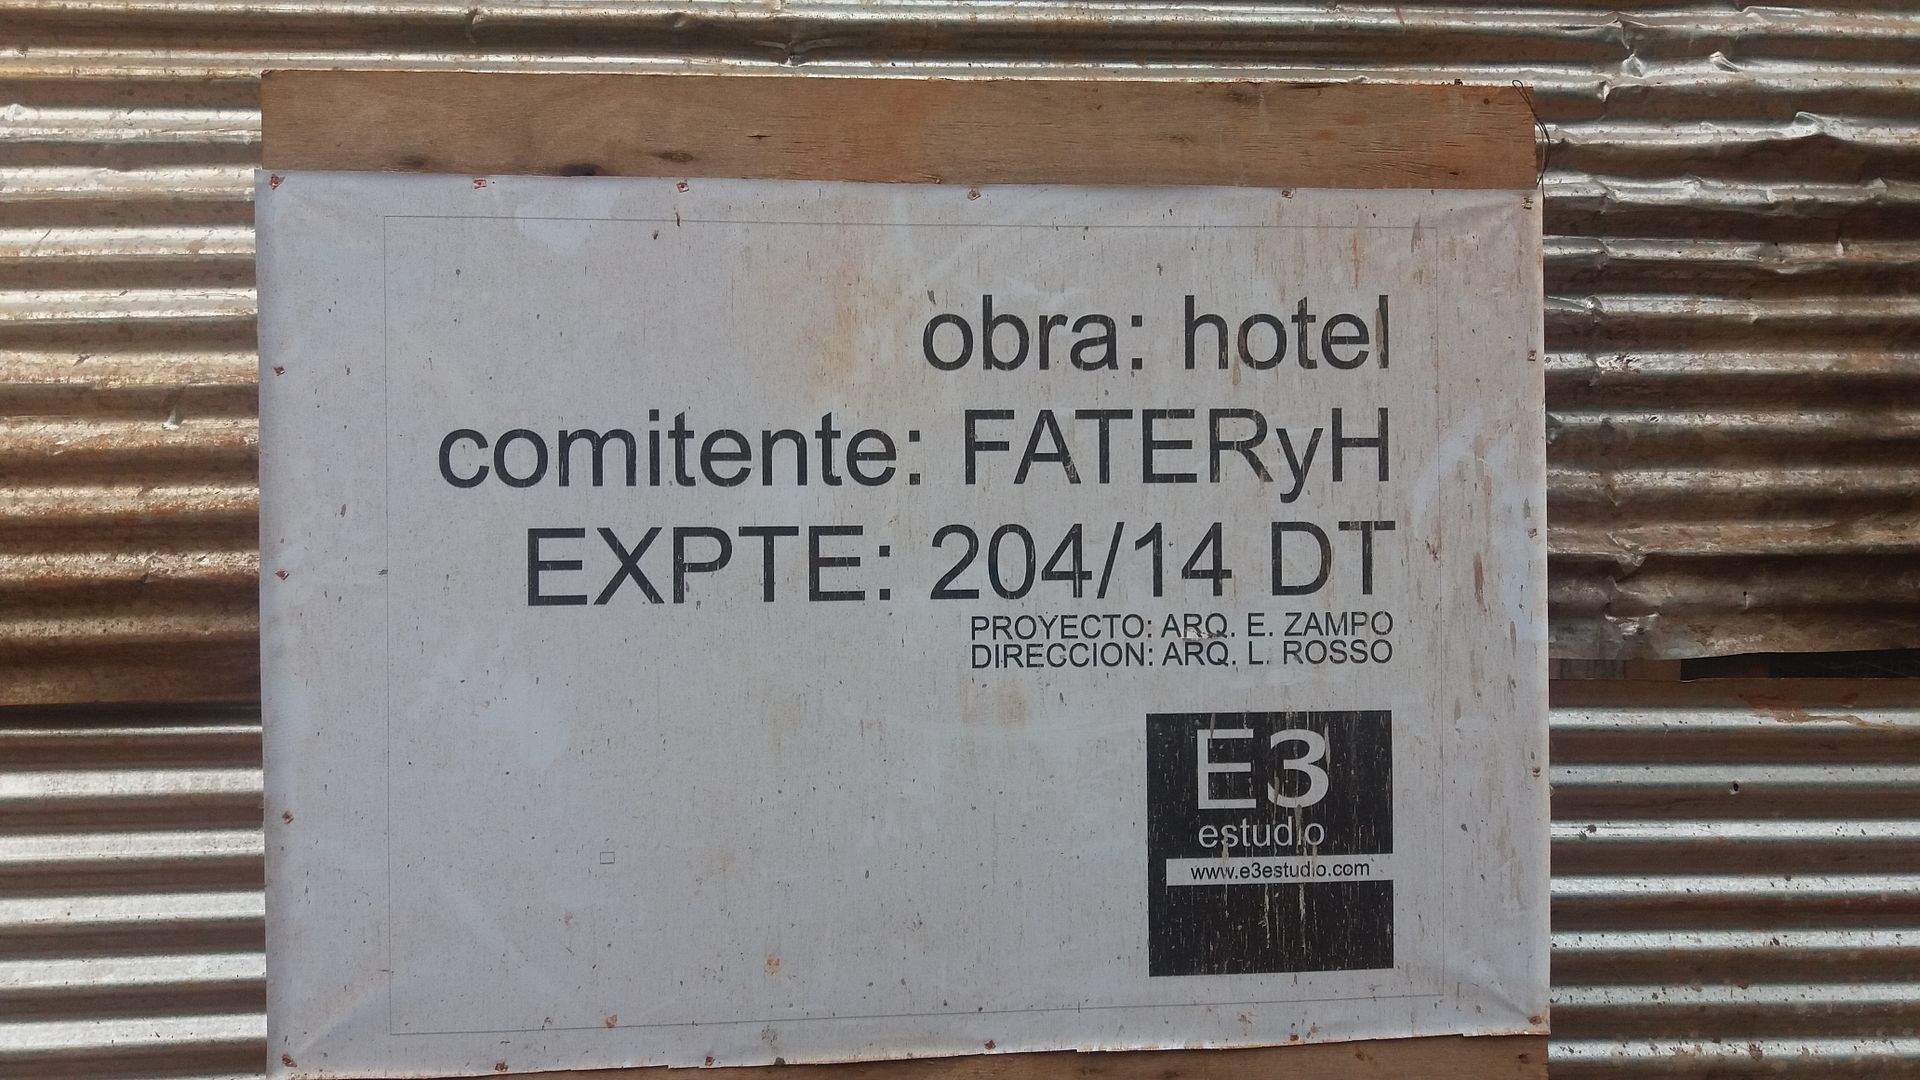 obra: hotel
comitente: FATERyH
EXPTE: 204/14 DT
PROYECTO: ARQ. E. ZAMPO
DIRECCION: ARQ. L. ROSSO
E3
estudio
www.e3estudio.com